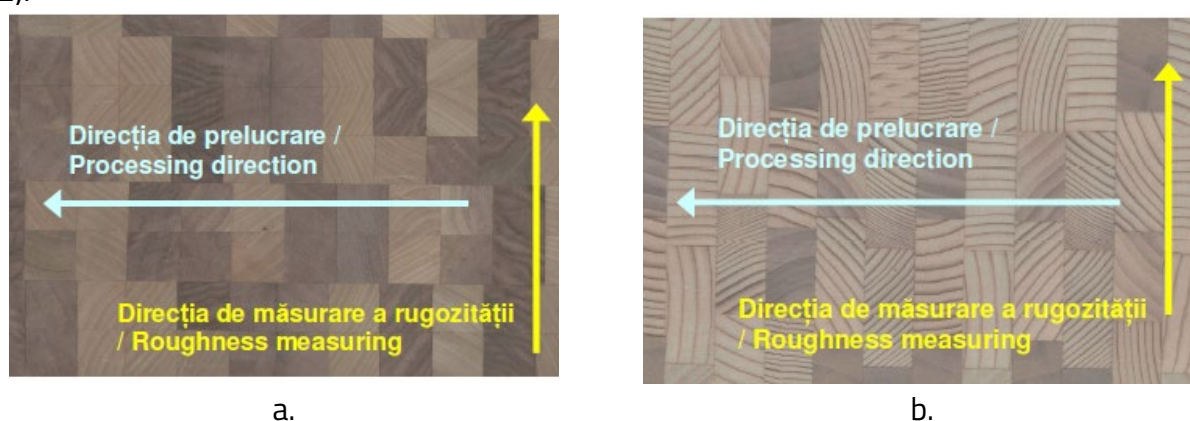 Direcția de prelucrare /
Processing direction
Direcția de măsurare a rugozității
/ Roughness measuring
a.
Direcția de prelucrare /
Processing direction
Direcția de măsurare a rugozității
/ Roughness measuring
b.